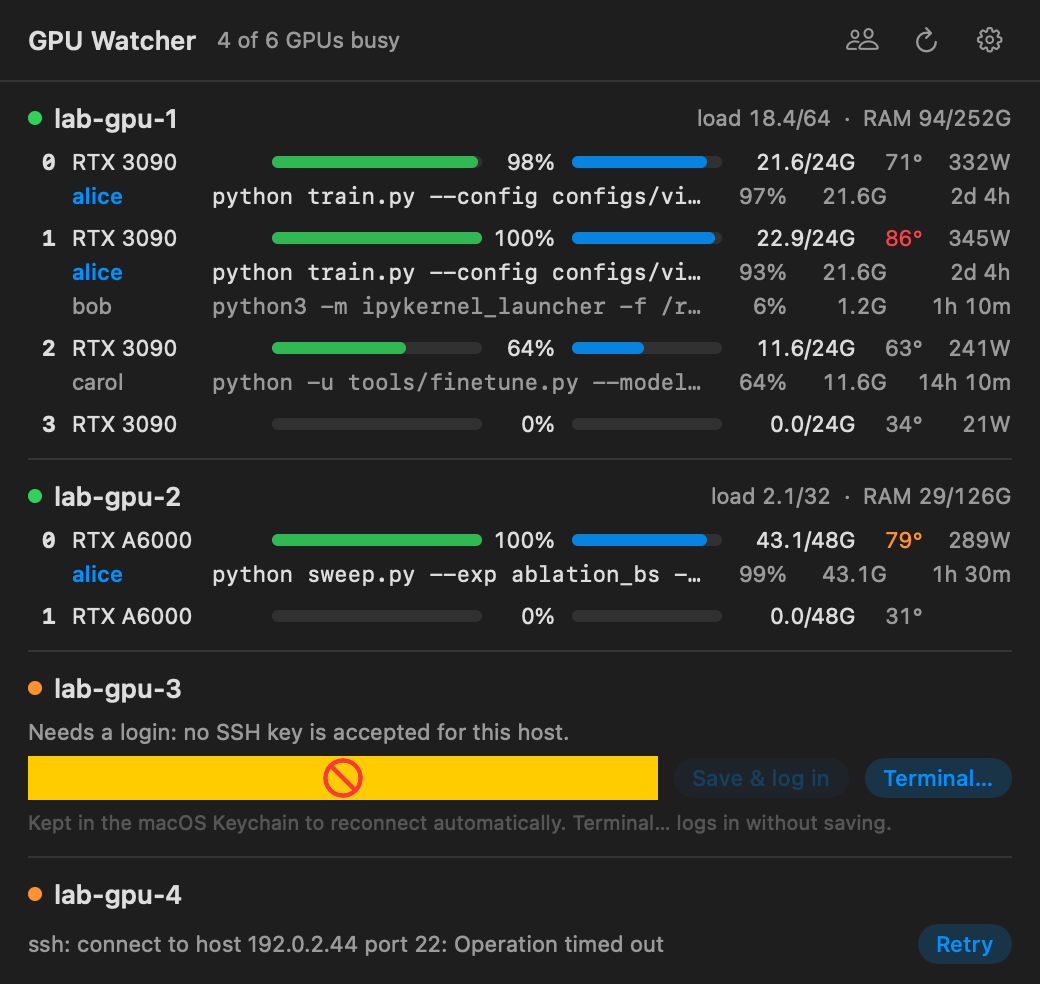 GPU Watcher 4 of 6 GPUs busy
lab-gpu-1 load 18.4/64 · RAM 94/252G
0 RTX 3090 98% 21.6/24G 71° 332W
alice python train.py --config configs/vi… 97% 21.6G 2d 4h
1 RTX 3090 100% 22.9/24G 86° 345W
alice python train.py --config configs/vi… 93% 21.6G 2d 4h
bob python3 -m ipykernel_launcher -f /r… 6% 1.2G 1h 10m
2 RTX 3090 64% 11.6/24G 63° 241W
carol python -u tools/finetune.py --model… 64% 11.6G 14h 10m
3 RTX 3090 0% 0.0/24G 34° 21W
lab-gpu-2 load 2.1/32 · RAM 29/126G
0 RTX A6000 100% 43.1/48G 79° 289W
alice python sweep.py --exp ablation_bs -… 99% 43.1G 1h 30m
1 RTX A6000 0% 0.0/48G 31°
lab-gpu-3
Needs a login: no SSH key is accepted for this host.
Save & log in Terminal…
Kept in the macOS Keychain to reconnect automatically. Terminal… logs in without saving.
lab-gpu-4
ssh: connect to host 192.0.2.44 port 22: Operation timed out Retry